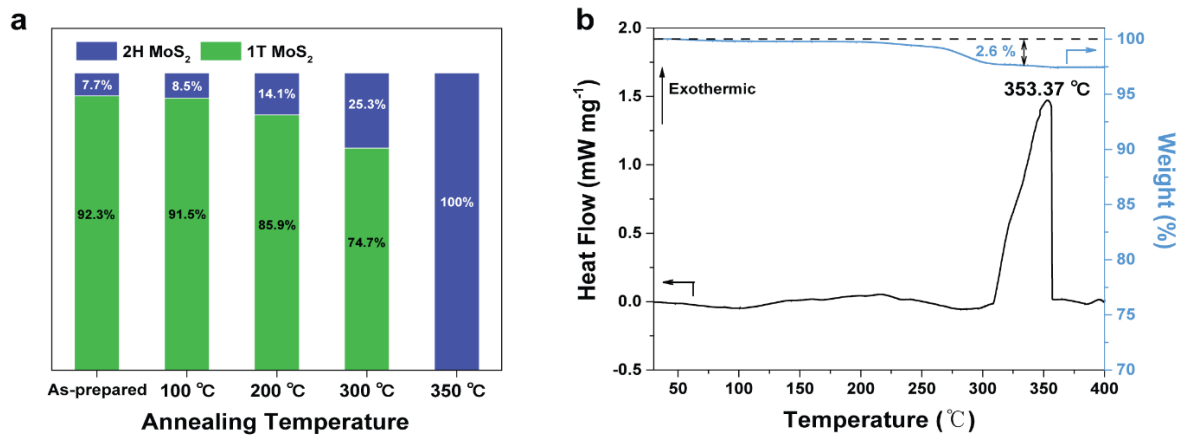 a
2H MoS₂ 1T MoS₂
7.7% 8.5% 14.1% 25.3% 100%
92.3% 91.5% 85.9% 74.7%
As-prepared 100 ℃ 200 ℃ 300 ℃ 350 ℃
Annealing Temperature
b
Heat Flow (mW mg⁻¹)
2.0
1.5
1.0
0.5
0.0
-0.5
Exothermic
2.6 %
353.37 ℃
100
95
90
85
80
75
70
Weight (%)
50 100 150 200 250 300 350 400
Temperature (℃)